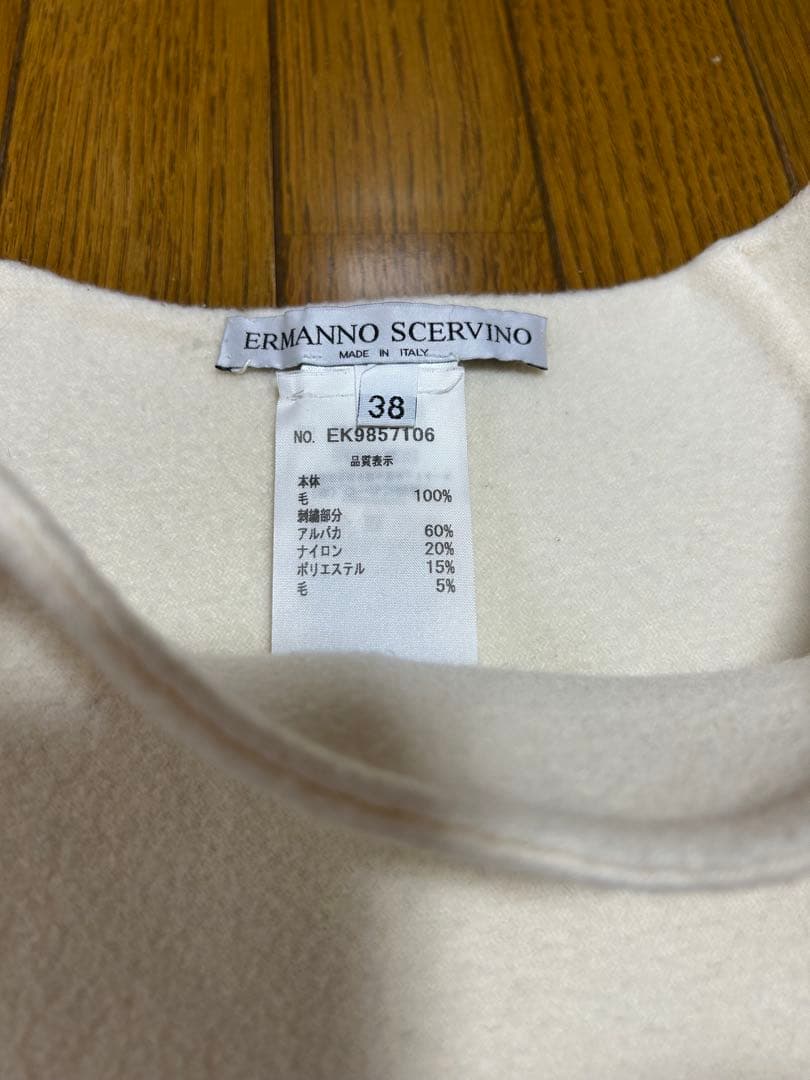 ERMANNO SCERVINO
MADE IN ITALY
38
NO. EK9857106
品質表示
本体
毛 100%
刺繍部分
アルパカ 60%
ナイロン 20%
ポリエステル 15%
毛 5%